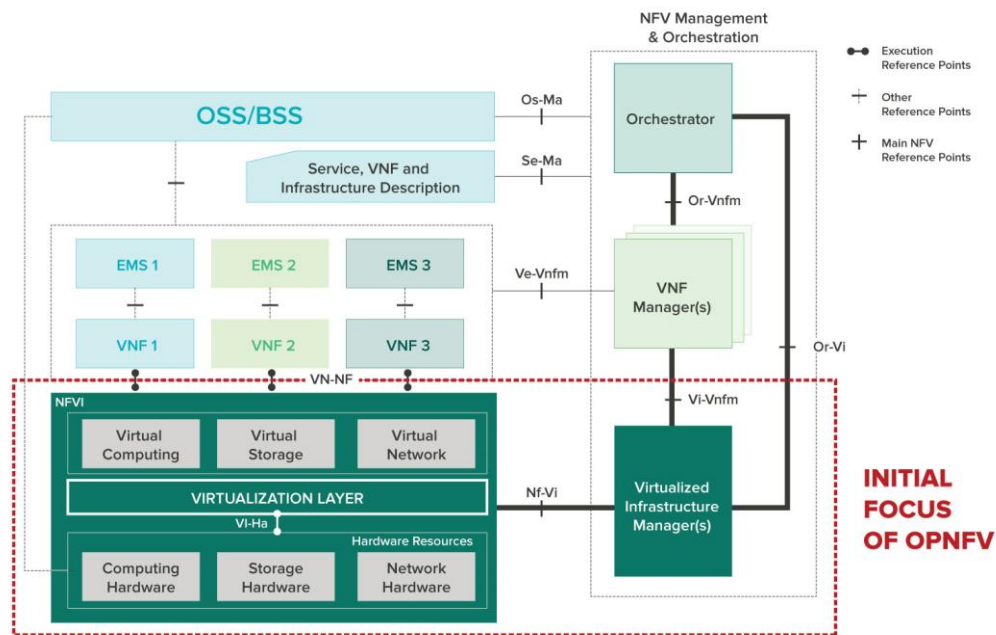 NFV Management
& Orchestration
Execution
Reference Points
Other
Reference Points
Main NFV
Reference Points
OSS/BSS
Os-Ma
Orchestrator
Service, VNF and
Infrastructure Description
Se-Ma
Or-Vnfm
EMS 1
EMS 2
EMS 3
Ve-Vnfm
VNF
Manager(s)
VNF 1
VNF 2
VNF 3
Or-Vi
VN-NF
Vi-Vnfm
NFVI
Virtual
Computing
Virtual
Storage
Virtual
Network
VIRTUALIZATION LAYER
Nf-Vi
Virtualized
Infrastructure
Manager(s)
VI-Ha
Hardware Resources
Computing
Hardware
Storage
Hardware
Network
Hardware
INITIAL
FOCUS
OF OPNFV